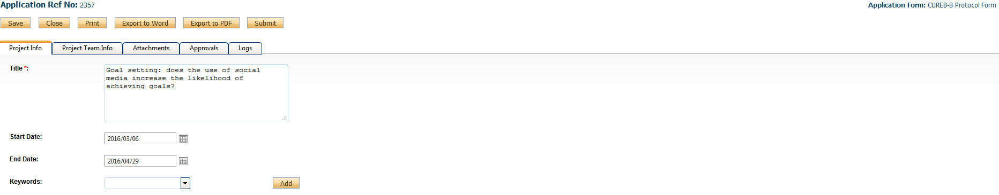 Application Ref No: 2357 Application Form: CUREB-B Protocol Form
Save Close Print Export to Word Export to PDF Submit
Project Info Project Team Info Attachments Approvals Logs
Title *: Goal setting: does the use of social
media increase the likelihood of
achieving goals?
Start Date: 2016/03/06
End Date: 2016/04/29
Keywords: Add